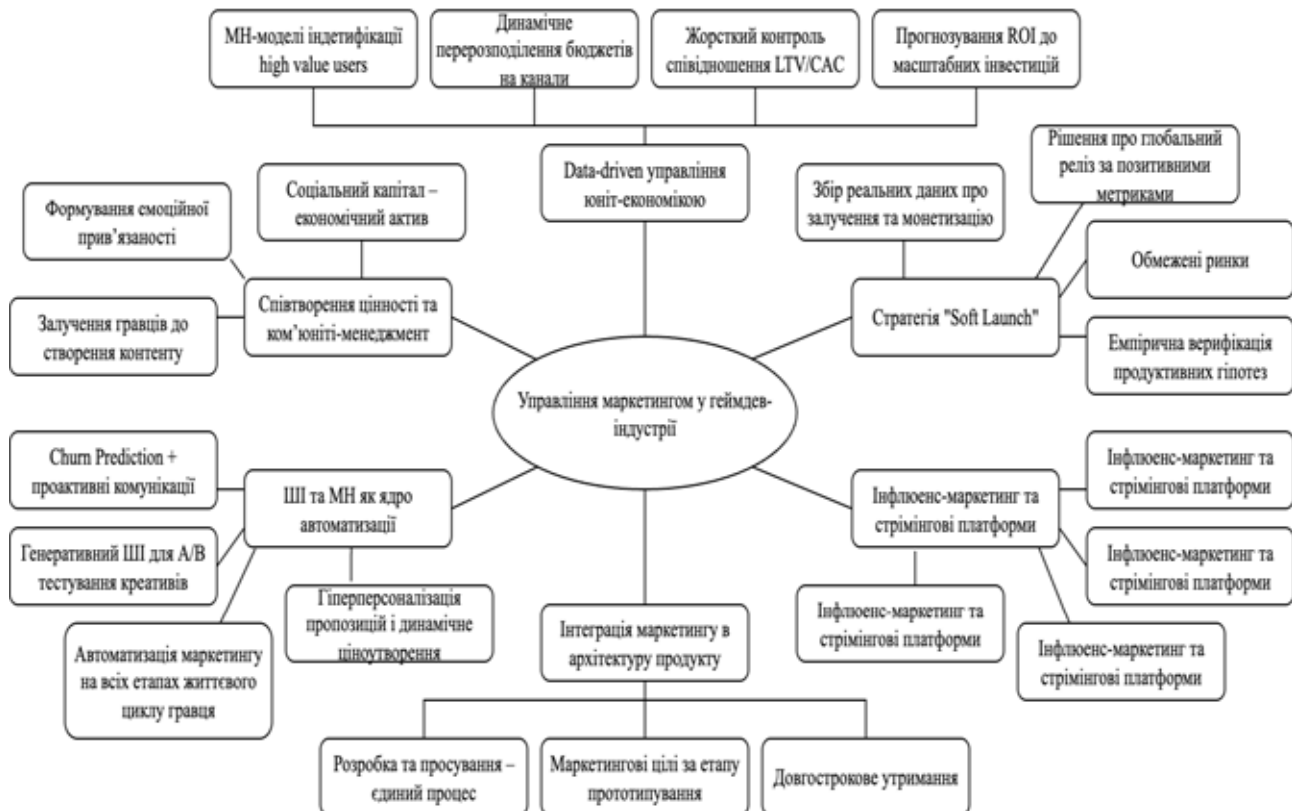 МН-моделі індетифікації
high value users
Динамічне
перерозподілення бюджетів
на канали
Жорсткий контроль
співідношення LTV/CAC
Прогнозування ROI до
масштабних інвестицій
Data-driven управління
юніт-економікою
Соціальний капітал –
економічний актив
Формування ємоційної
прив’язаності
Залучення гравців до
створення контенту
Співтворення цінності та
ком’юніті-менеджмент
Збір реальних даних про
залучення та монетизацію
Рішення про глобальний
реліз за позитивними
метриками
Обмежені ринки
Емпірична верифікація
продуктивних гіпотез
Стратегія "Soft Launch"
Управління маркетингом у геймдев-
індустрії
Churn Prediction +
проактивні комунікації
Генеративний ШІ для А/В
тестування креативів
Автоматизація маркетингу
на всіх етапах життєвого
циклу гравця
Гіперперсоналізація
пропозицій і динамічне
ціноутворення
ШІ та МН як ядро
автоматизації
Інтеграція маркетингу в
архітектуру продукту
Розробка та просування –
єдиний процес
Маркетингові цілі за етапу
прототипування
Довгострокове утримання
Інфлюенс-маркетинг та
стрімінгові платформи
Інфлюенс-маркетинг та
стрімінгові платформи
Інфлюенс-маркетинг та
стрімінгові платформи
Інфлюенс-маркетинг та
стрімінгові платформи
Інфлюенс-маркетинг та
стрімінгові платформи